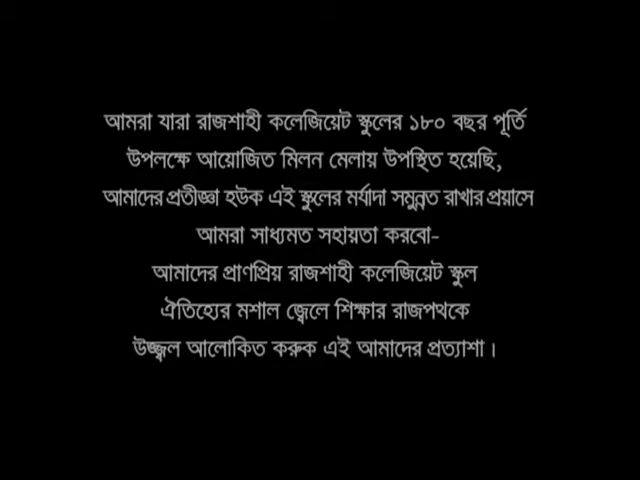 আমরা যারা রাজশাহী কলেজিয়েট স্কুলের ১৮০ বছর পূর্তি
উপলক্ষে আয়োজিত মিলন মেলায় উপস্থিত হয়েছি,
আমাদের প্রতীজ্ঞা হউক এই স্কুলের মর্যাদা সমুন্নত রাখার প্রয়াসে
আমরা সাধ্যমত সহায়তা করবো-
আমাদের প্রাণপ্রিয় রাজশাহী কলেজিয়েট স্কুল
ঐতিহ্যের মশাল জ্বেলে শিক্ষার রাজপথকে
উজ্জ্বল আলোকিত করুক এই আমাদের প্রত্যাশা।